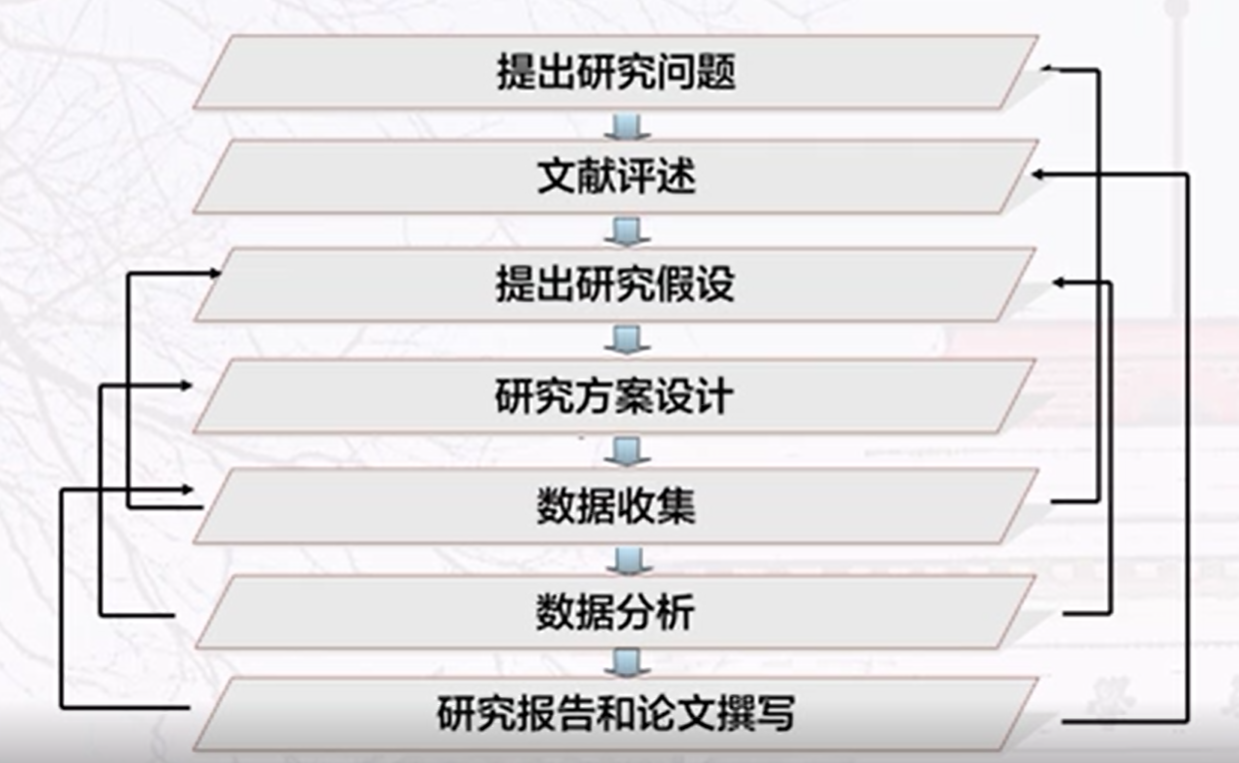 提出研究问题
文献评述
提出研究假设
研究方案设计
数据收集
数据分析
研究报告和论文撰写